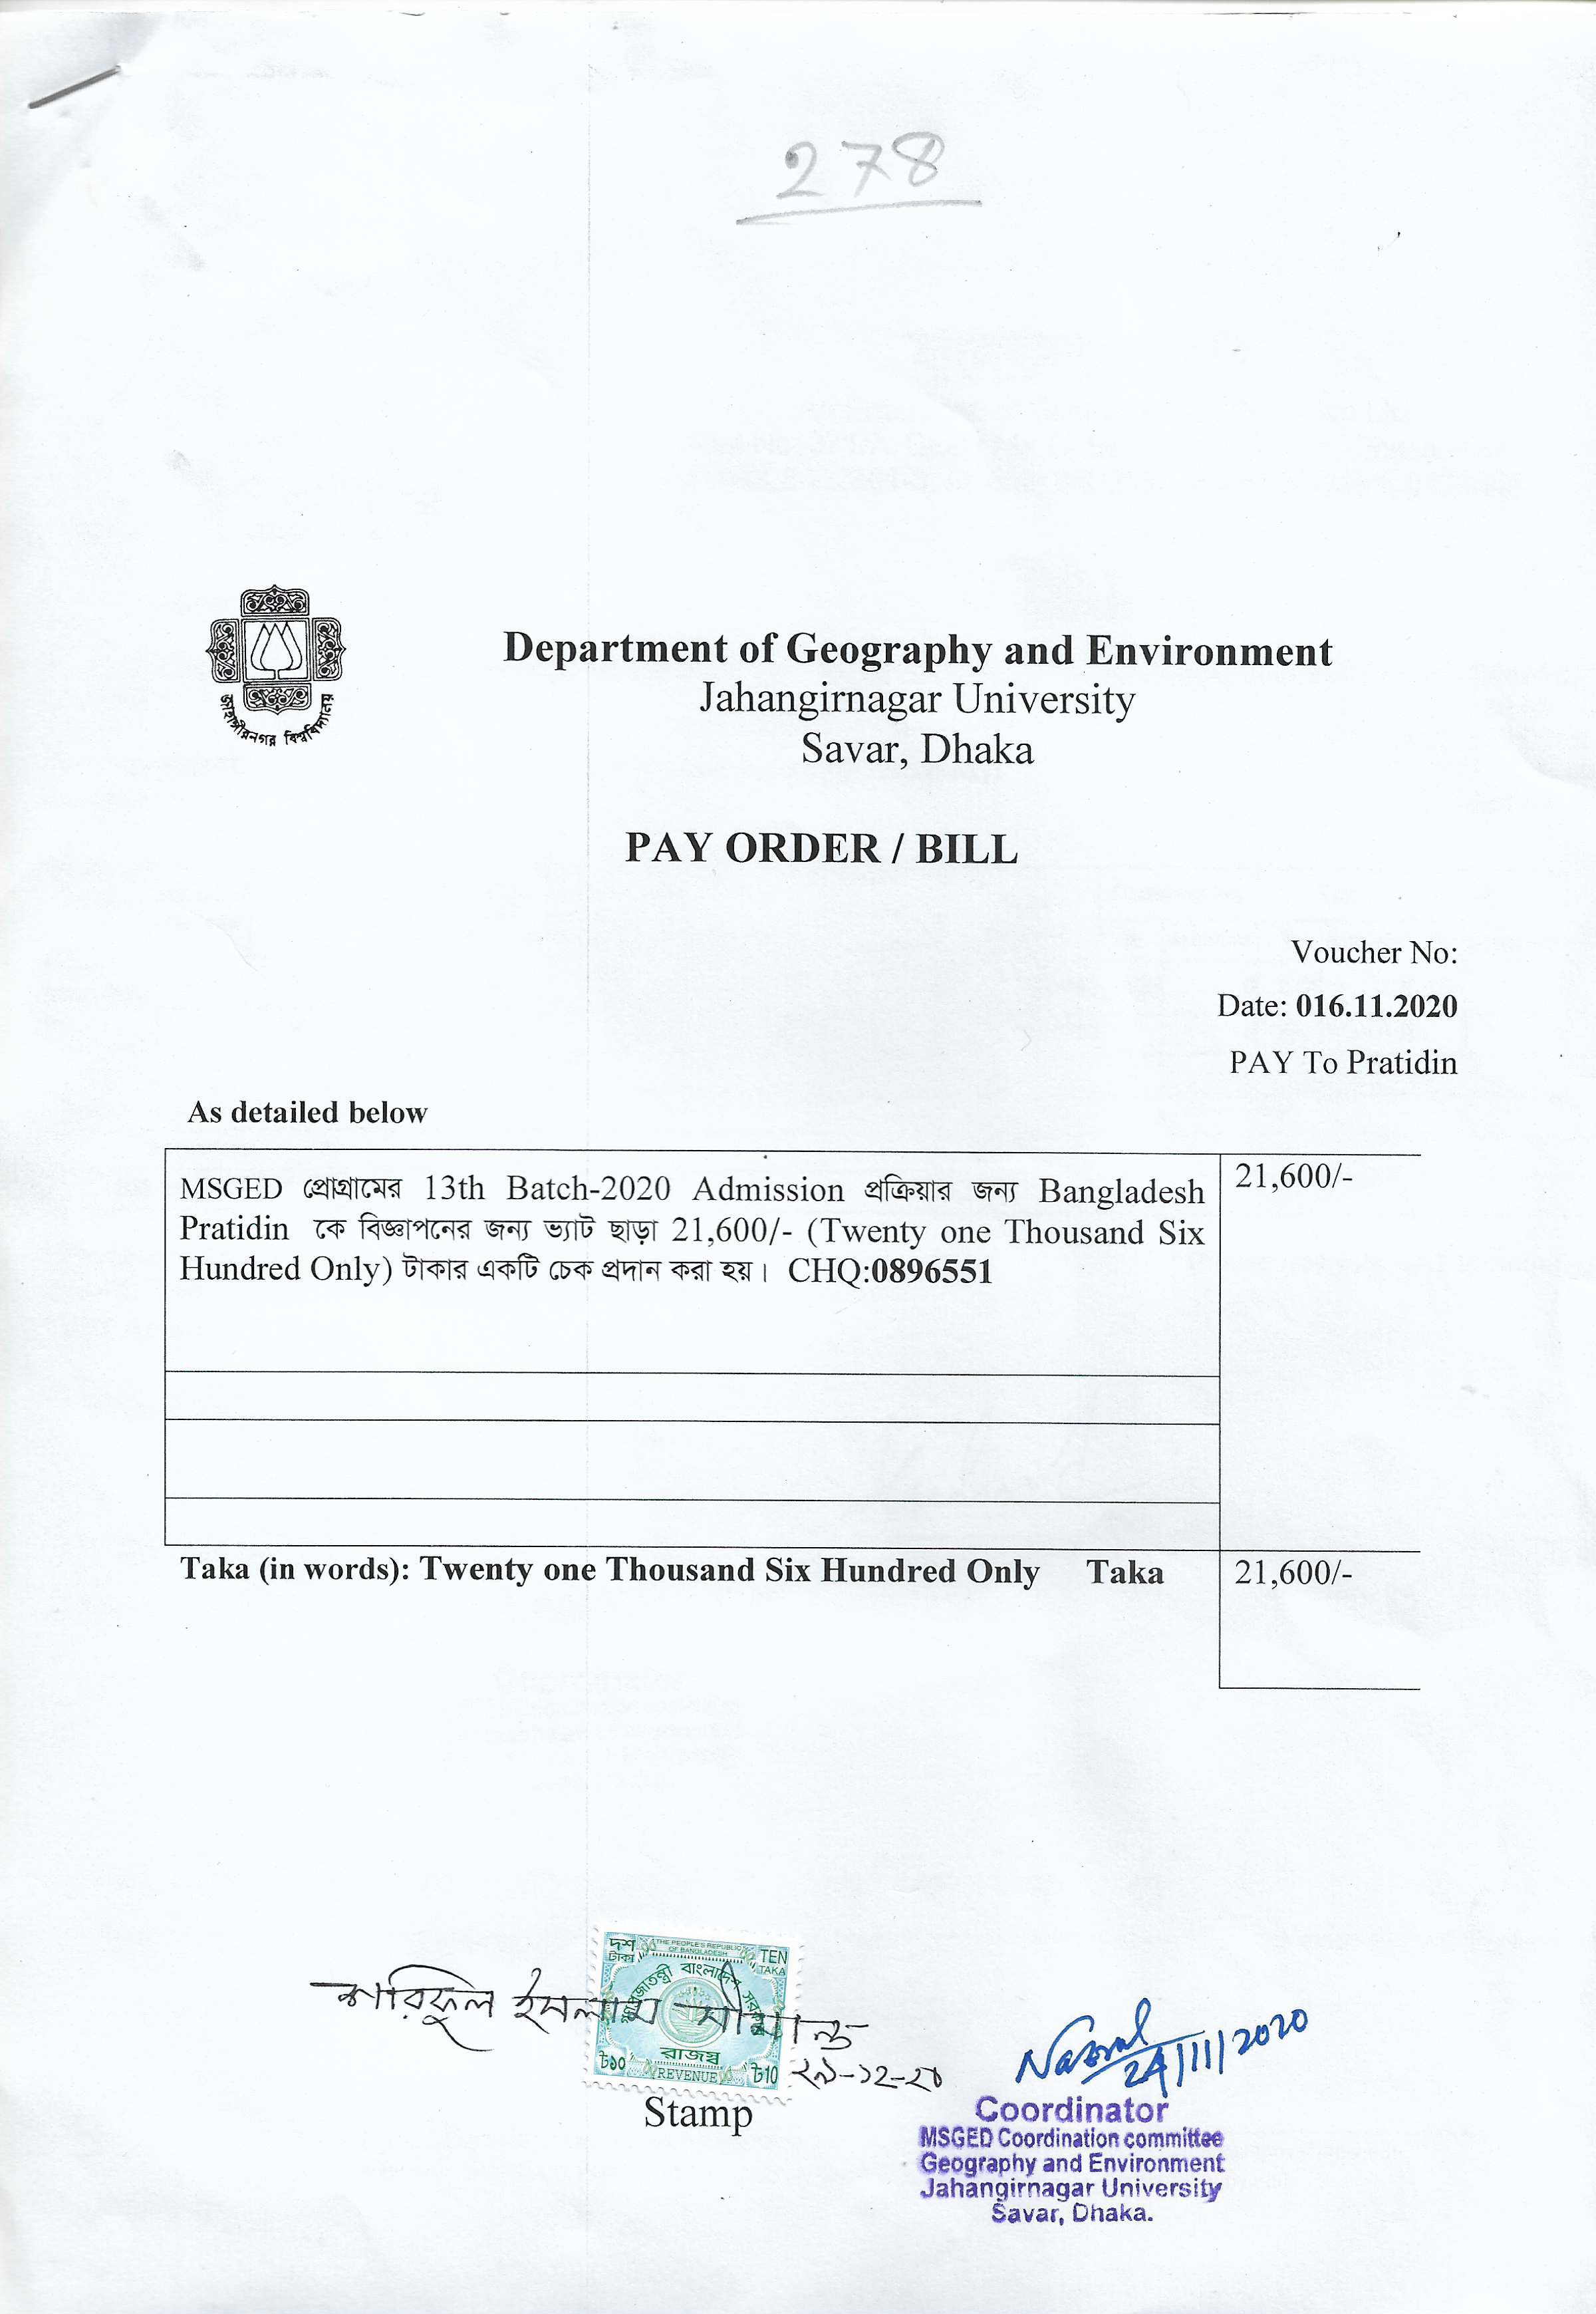 278
জাহাঙ্গীরনগর বিশ্ববিদ্যালয়
Department of Geography and Environment
Jahangirnagar University
Savar, Dhaka
PAY ORDER / BILL
Voucher No:
Date: 016.11.2020
PAY To Pratidin
As detailed below
MSGED প্রোগ্রামের 13th Batch-2020 Admission প্রক্রিয়ার জন্য Bangladesh 21,600/-
Pratidin কে বিজ্ঞাপনের জন্য ভ্যাট ছাড়া 21,600/- (Twenty one Thousand Six
Hundred Only) টাকার একটি চেক প্রদান করা হয়। CHQ:0896551
Taka (in words): Twenty one Thousand Six Hundred Only Taka 21,600/-
দশ টাকা THE PEOPLE'S REPUBLIC OF BANGLADESH TEN TAKA
গণপ্রজাতন্ত্রী বাংলাদেশ সরকার
রাজস্ব
৳১০ REVENUE ৳10
ইসলাম
২৯-১২-২০
Stamp
24/11/2020
Coordinator
MSGED Coordination committee
Geography and Environment
Jahangirnagar University
Savar, Dhaka.